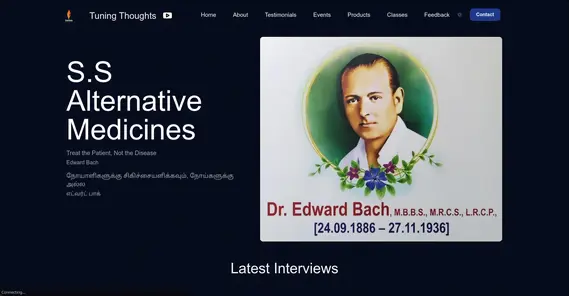 Tuning Thoughts
Home
About
Testimonials
Events
Products
Classes
Feedback
Contact
S.S
Alternative
Medicines
Treat the Patient, Not the Disease
Edward Bach
நோயாளிகளுக்கு சிகிச்சையளிக்கவும், நோய்களுக்கு
அல்ல
எட்வர்ட் பாக்
Dr. Edward Bach, M.B.B.S., M.R.C.S., L.R.C.P.,
[24.09.1886 – 27.11.1936]
Latest Interviews
Connecting...